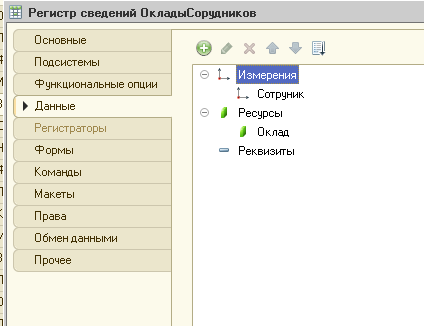 Регистр сведений ОкладыСорудников
Основные
Подсистемы
Функциональные опции
Данные
Регистраторы
Формы
Команды
Макеты
Права
Обмен данными
Прочее
Измерения
Сотруник
Ресурсы
Оклад
Реквизиты